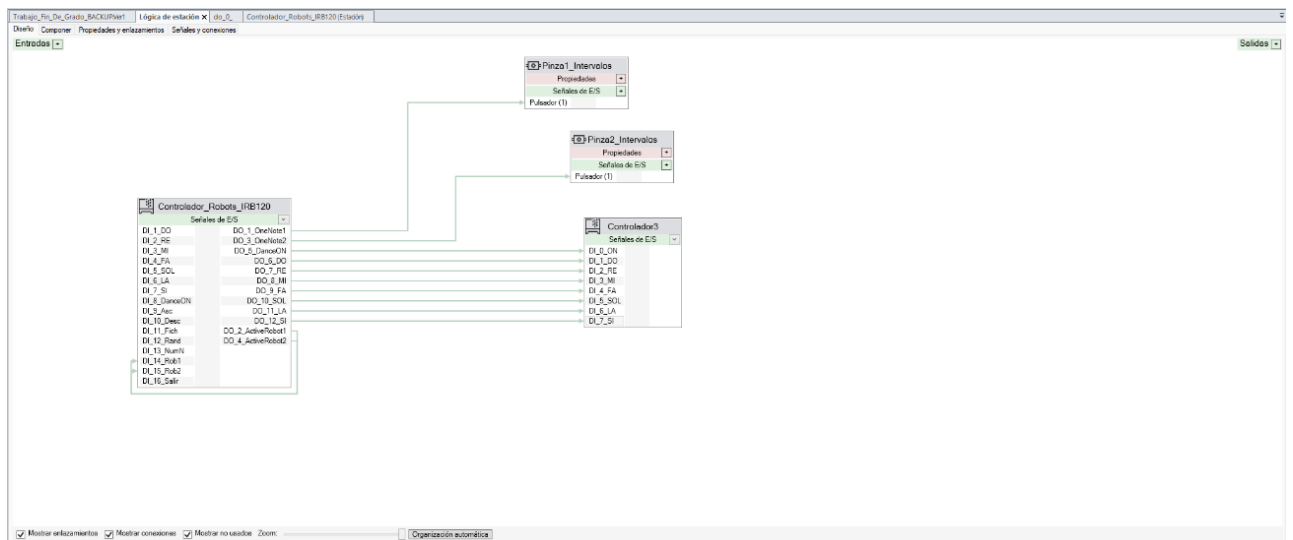 Trabajo_Fin_De_Grado_BACKUPVer1 Lógica de estación X do_0_ Controlador_Robots_IRB120 (Estación)
Diseño Componer Propiedades y enlazamientos Señales y conexiones
Entradas +
Salidas +
Pinza1_Intervalos
Propiedades +
Señales de E/S +
Pulsador (1)
Pinza2_Intervalos
Propiedades +
Señales de E/S +
Pulsador (1)
Controlador_Robots_IRB120
Señales de E/S
DI_1_DO DO_1_OneNote1
DI_2_RE DO_3_OneNote2
DI_3_MI DO_5_DanceON
DI_4_FA DO_6_DO
DI_5_SOL DO_7_RE
DI_6_LA DO_8_MI
DI_7_SI DO_9_FA
DI_8_DanceON DO_10_SOL
DI_9_Asc DO_11_LA
DI_10_Desc DO_12_SI
DI_11_Fich DO_2_ActiveRobot1
DI_12_Rand DO_4_ActiveRobot2
DI_13_NumN
DI_14_Rob1
DI_15_Rob2
DI_16_Salir
Controlador3
Señales de E/S
DI_0_ON
DI_1_DO
DI_2_RE
DI_3_MI
DI_4_FA
DI_5_SOL
DI_6_LA
DI_7_SI
Mostrar enlazamientos Mostrar conexiones Mostrar no usados Zoom: Organización automática